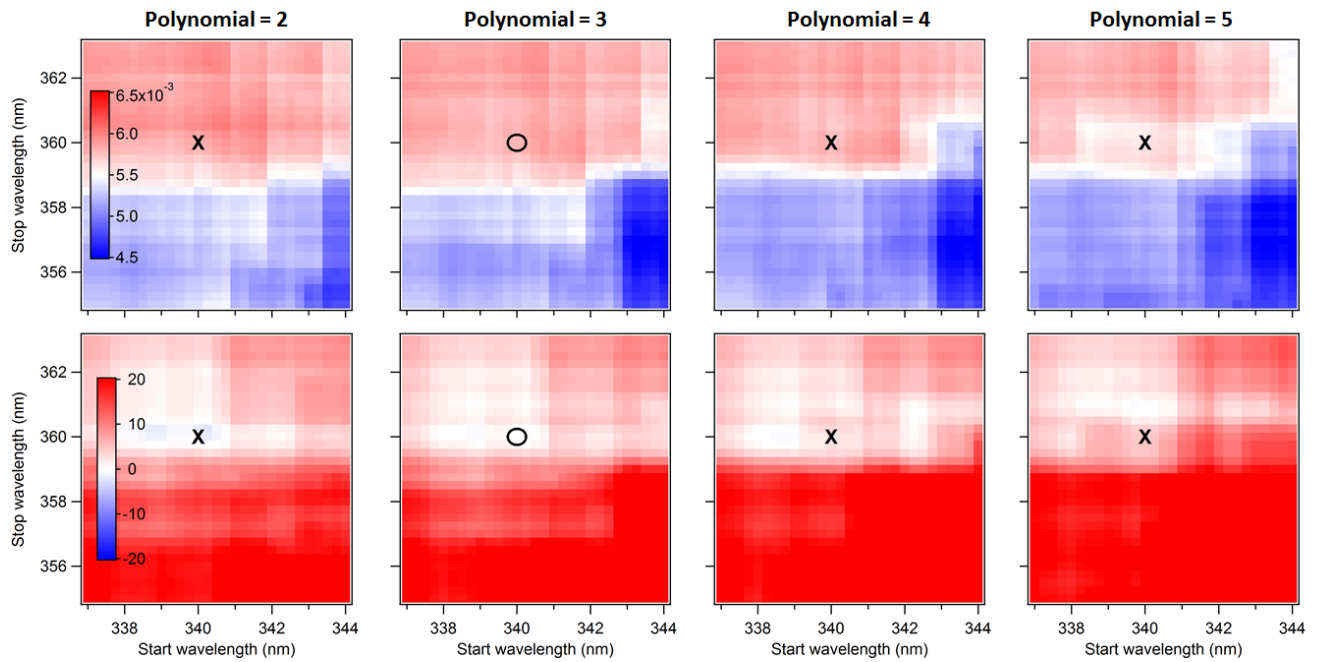 Polynomial = 2 Polynomial = 3 Polynomial = 4 Polynomial = 5
Stop wavelength (nm)
362
360
358
356
6.5x10⁻³
6.0
5.5
5.0
4.5
X O X X
Stop wavelength (nm)
362
360
358
356
20
10
0
-10
-20
X O X X
338 340 342 344 338 340 342 344 338 340 342 344 338 340 342 344
Start wavelength (nm) Start wavelength (nm) Start wavelength (nm) Start wavelength (nm)